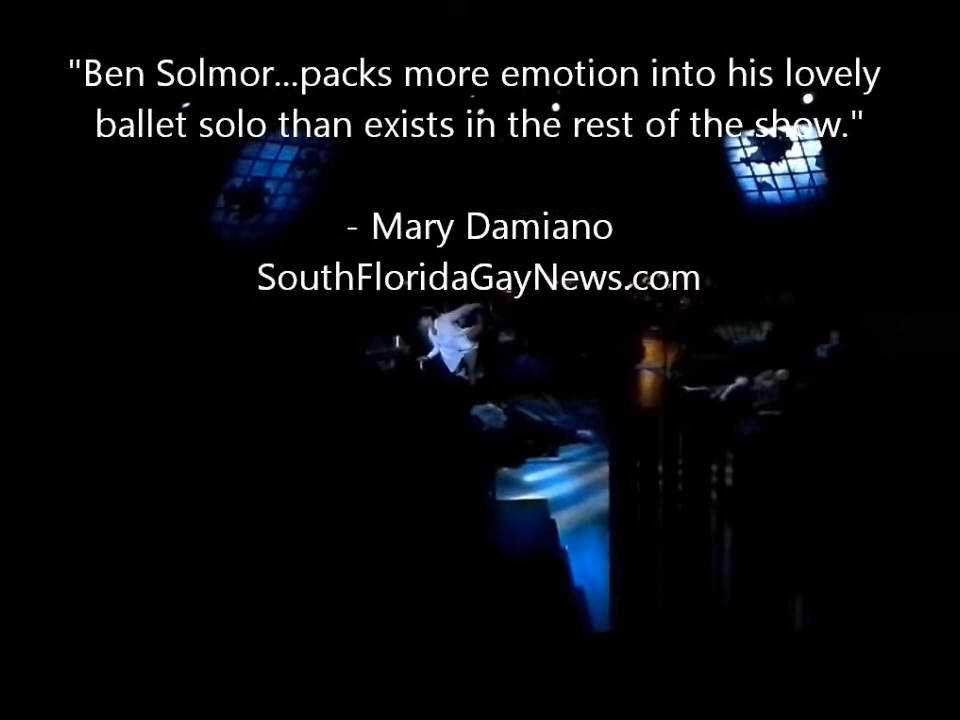 "Ben Solmor...packs more emotion into his lovely
ballet solo than exists in the rest of the show."
- Mary Damiano
SouthFloridaGayNews.com